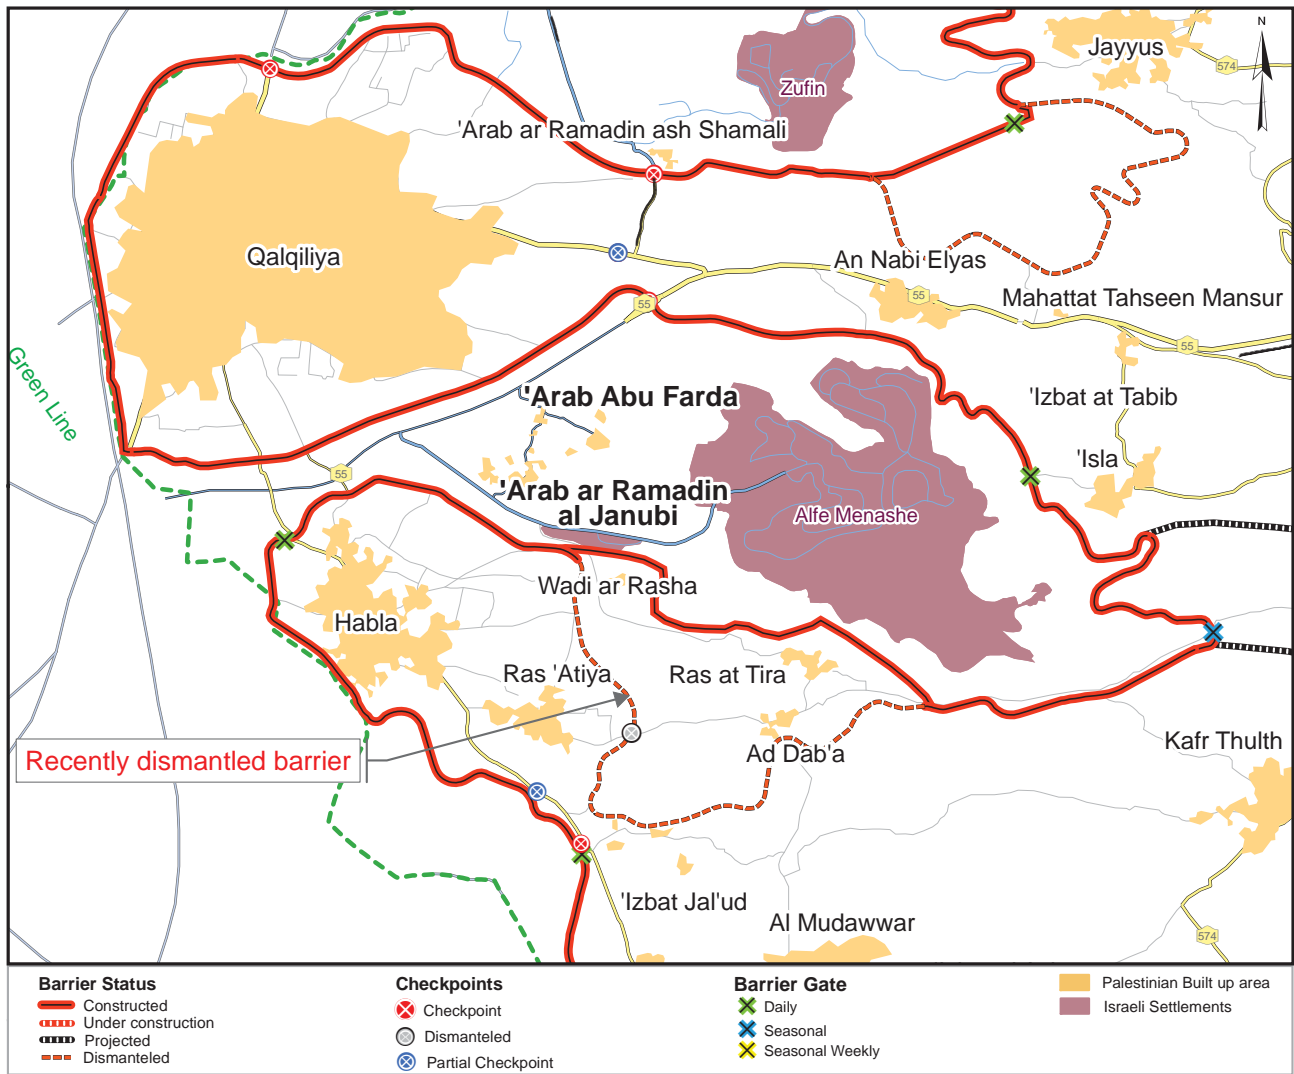 N
Jayyus
574
Zufin
'Arab ar Ramadin ash Shamali
Qalqiliya
An Nabi Elyas
55
Mahattat Tahseen Mansur
55
55
Green Line
'Arab Abu Farda
'Izbat at Tabib
'Isla
55
'Arab ar Ramadin
al Janubi
Alfe Menashe
Wadi ar Rasha
Habla
Ras 'Atiya
Ras at Tira
Recently dismantled barrier
Ad Dab'a
Kafr Thulth
'Izbat Jal'ud
Al Mudawwar
574
Barrier Status
Constructed
Under construction
Projected
Dismanteled
Checkpoints
Checkpoint
Dismanteled
Partial Checkpoint
Barrier Gate
Daily
Seasonal
Seasonal Weekly
Palestinian Built up area
Israeli Settlements